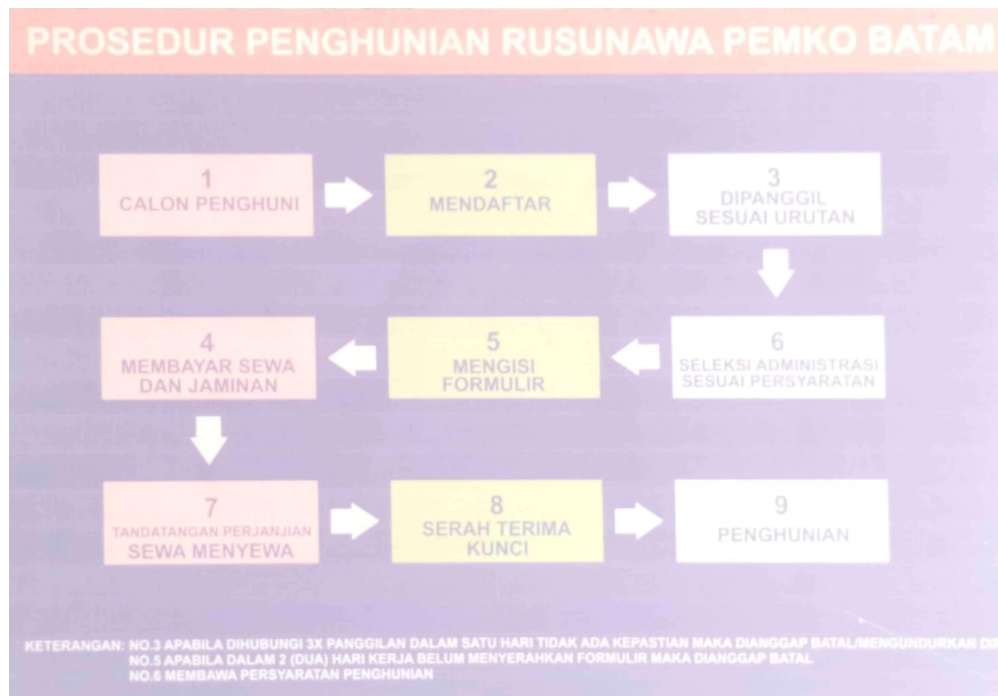 PROSEDUR PENGHUNIAN RUSUNAWA PEMKO BATAM
1
CALON PENGHUNI
2
MENDAFTAR
3
DIPANGGIL
SESUAI URUTAN
4
MEMBAYAR SEWA
DAN JAMINAN
5
MENGISI
FORMULIR
6
SELEKSI ADMINISTRASI
SESUAI PERSYARATAN
7
TANDATANGAN PERJANJIAN
SEWA MENYEWA
8
SERAH TERIMA
KUNCI
9
PENGHUNIAN
KETERANGAN: NO.3 APABILA DIHUBUNGI 3X PANGGILAN DALAM SATU HARI TIDAK ADA KEPASTIAN MAKA DIANGGAP BATAL/MENGUNDURKAN
NO.5 APABILA DALAM 2 (DUA) HARI KERJA BELUM MENYERAHKAN FORMULIR MAKA DIANGGAP BATAL
NO.6 MEMBAWA PERSYARATAN PENGHUNIAN